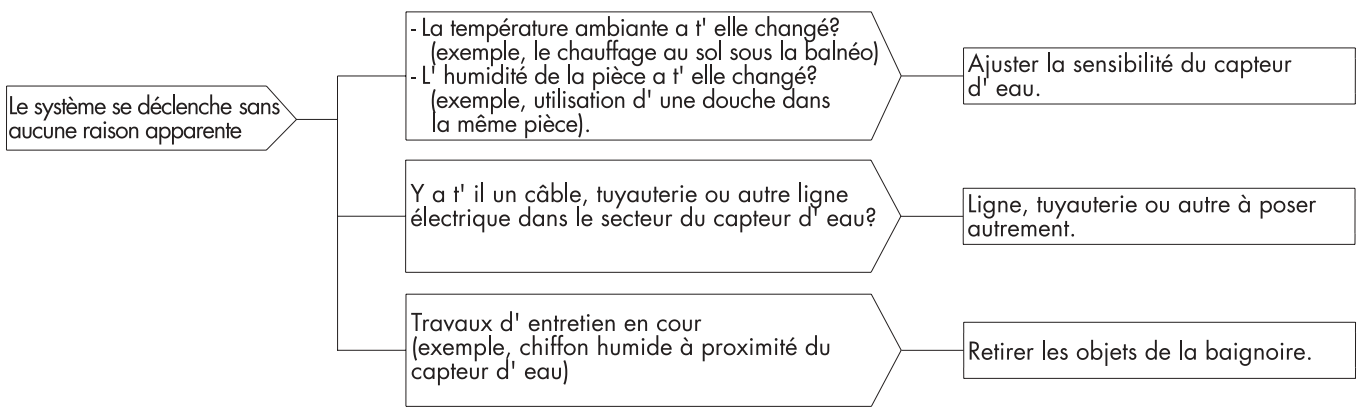 Le système se déclenche sans
aucune raison apparente
- La température ambiante a t' elle changé?
(exemple, le chauffage au sol sous la balnéo)
- L' humidité de la pièce a t' elle changé?
(exemple, utilisation d' une douche dans
la même pièce).
Ajuster la sensibilité du capteur
d' eau.
Y a t' il un câble, tuyauterie ou autre ligne
électrique dans le secteur du capteur d' eau?
Ligne, tuyauterie ou autre à poser
autrement.
Travaux d' entretien en cour
(exemple, chiffon humide à proximité du
capteur d' eau)
Retirer les objets de la baignoire.